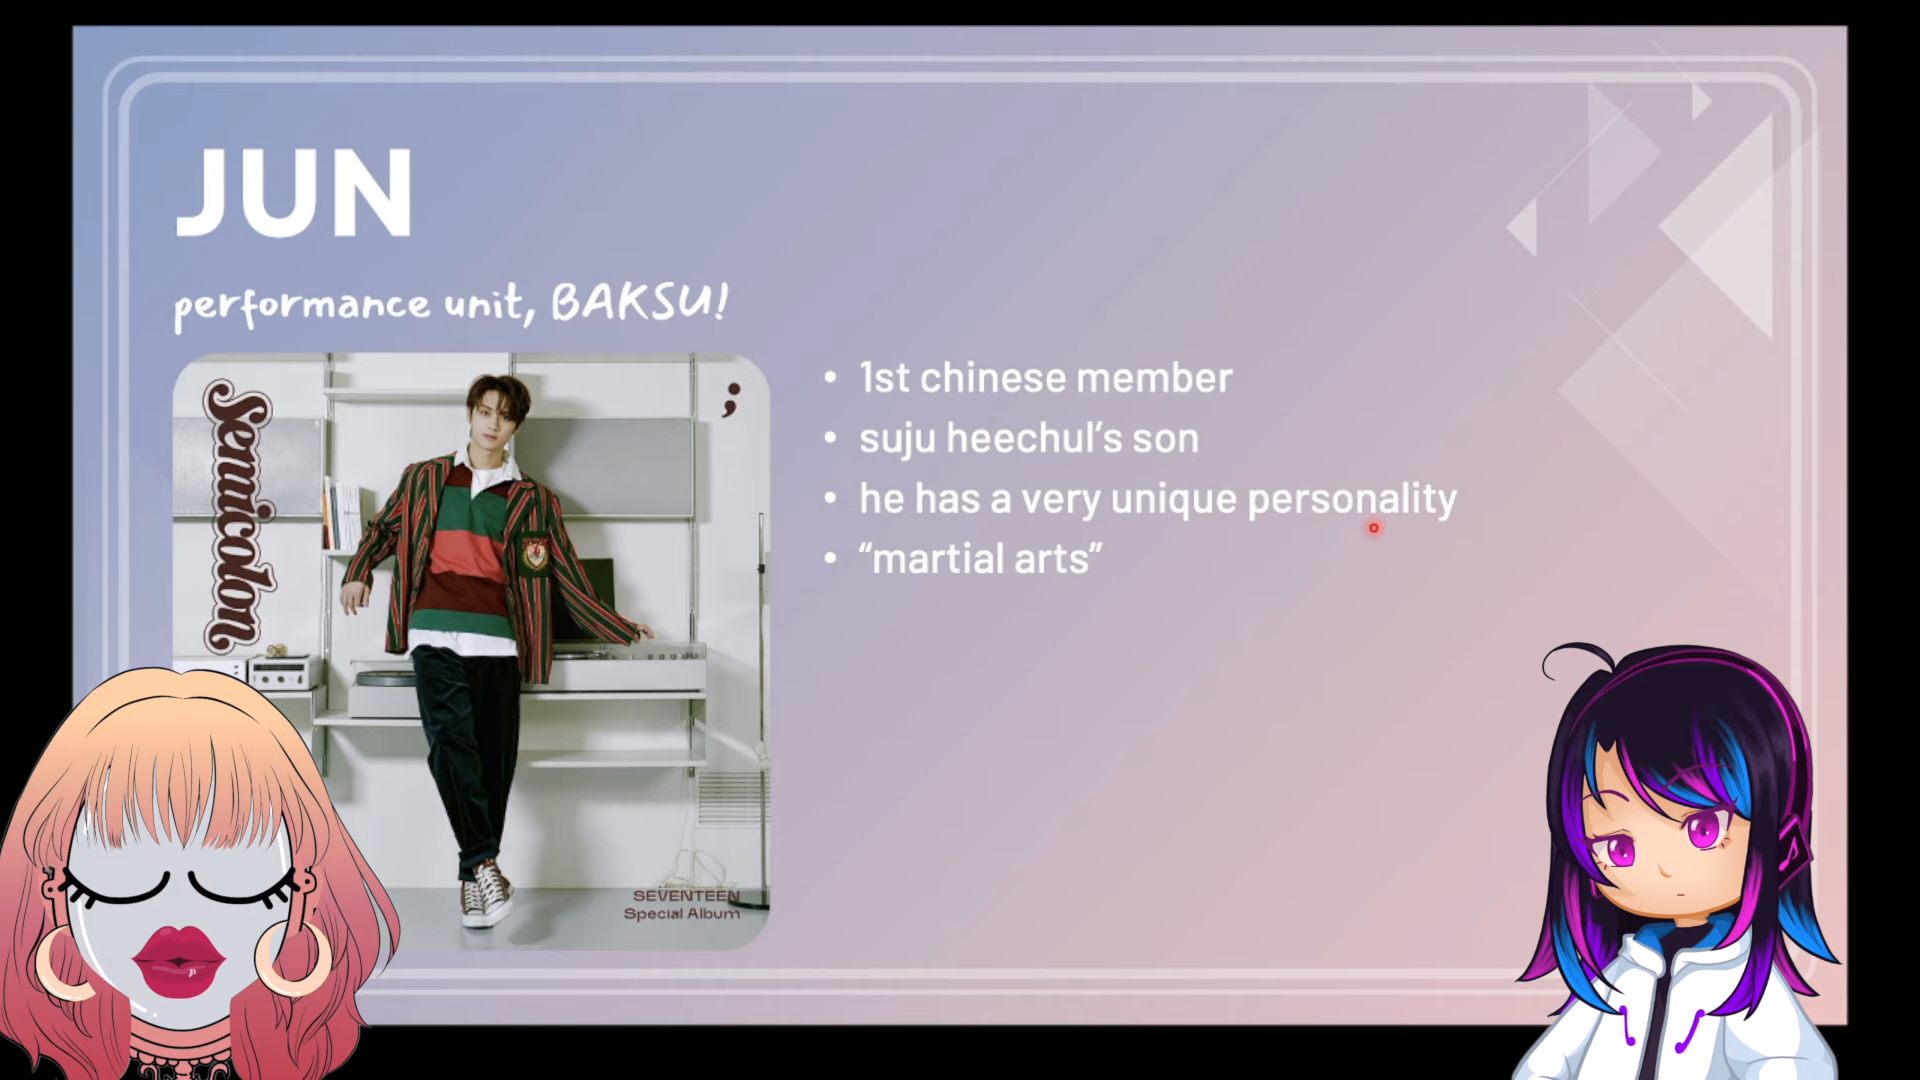 JUN
performance unit, BAKSU!
Semicolon
;
SEVENTEEN
Special Album
• 1st chinese member
• suju heechul’s son
• he has a very unique personality
• “martial arts”